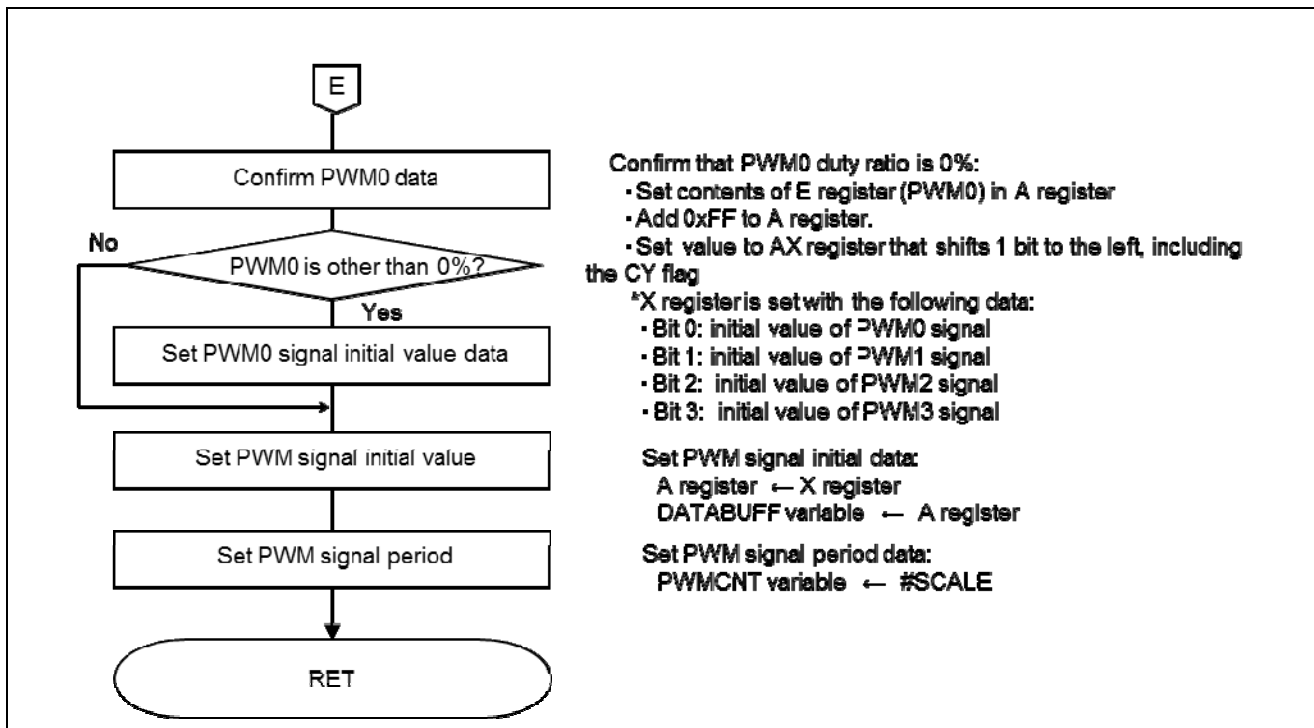 E
Confirm PWM0 data
No
PWM0 is other than 0%?
Yes
Set PWM0 signal initial value data
Set PWM signal initial value
Set PWM signal period
RET
Confirm that PWM0 duty ratio is 0%:
・Set contents of E register (PWM0) in A register
・Add 0xFF to A register.
・Set value to AX register that shifts 1 bit to the left, including
the CY flag
*X register is set with the following data:
・Bit 0: initial value of PWM0 signal
・Bit 1: initial value of PWM1 signal
・Bit 2: initial value of PWM2 signal
・Bit 3: initial value of PWM3 signal
Set PWM signal initial data:
A register ← X register
DATABUFF variable ← A register
Set PWM signal period data:
PWMCNT variable ← #SCALE